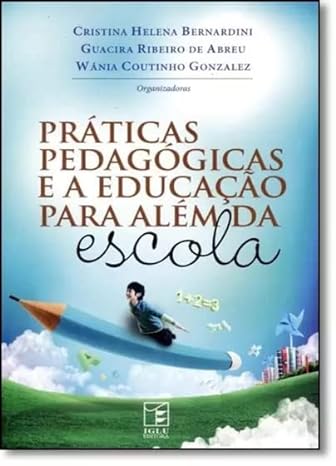 CRISTINA HELENA BERNARDINI
GUACIRA RIBEIRO DE ABREU
WÂNIA COUTINHO GONZALEZ
Organizadoras
PRÁTICAS
PEDAGÓGICAS
E A EDUCAÇÃO
PARA ALÉM DA
escola
1+2=3
IGLU
EDITORA